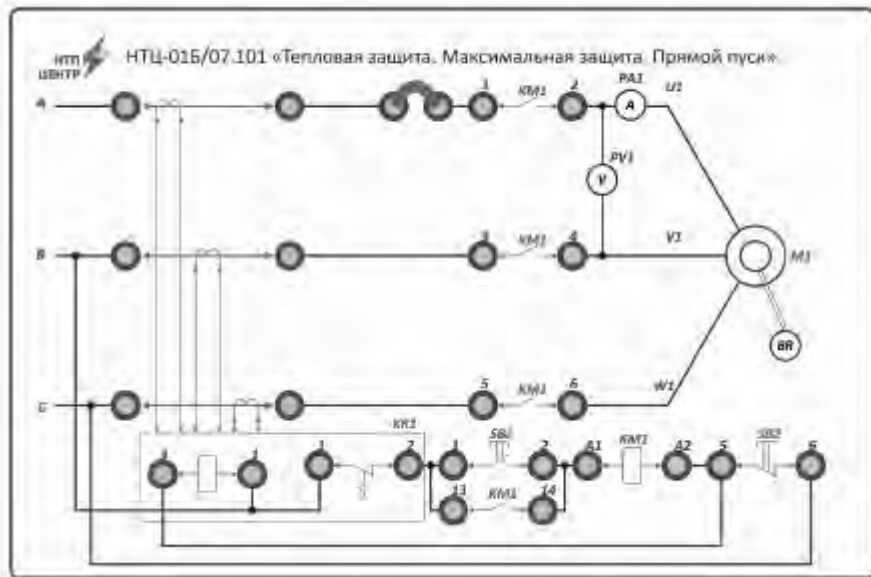 НТП ЦЕНТР
НТЦ-01Б/07.101 «Тепловая защита. Максимальная защита. Прямой пуск».
A
1
KM1
2
PA1
A
U1
PV1
V
B
3
KM1
4
V1
M1
BR
5
KM1
6
W1
KK1
1
2
1
SB1
2
A1
KM1
A2
5
SB2
6
13
KM1
14